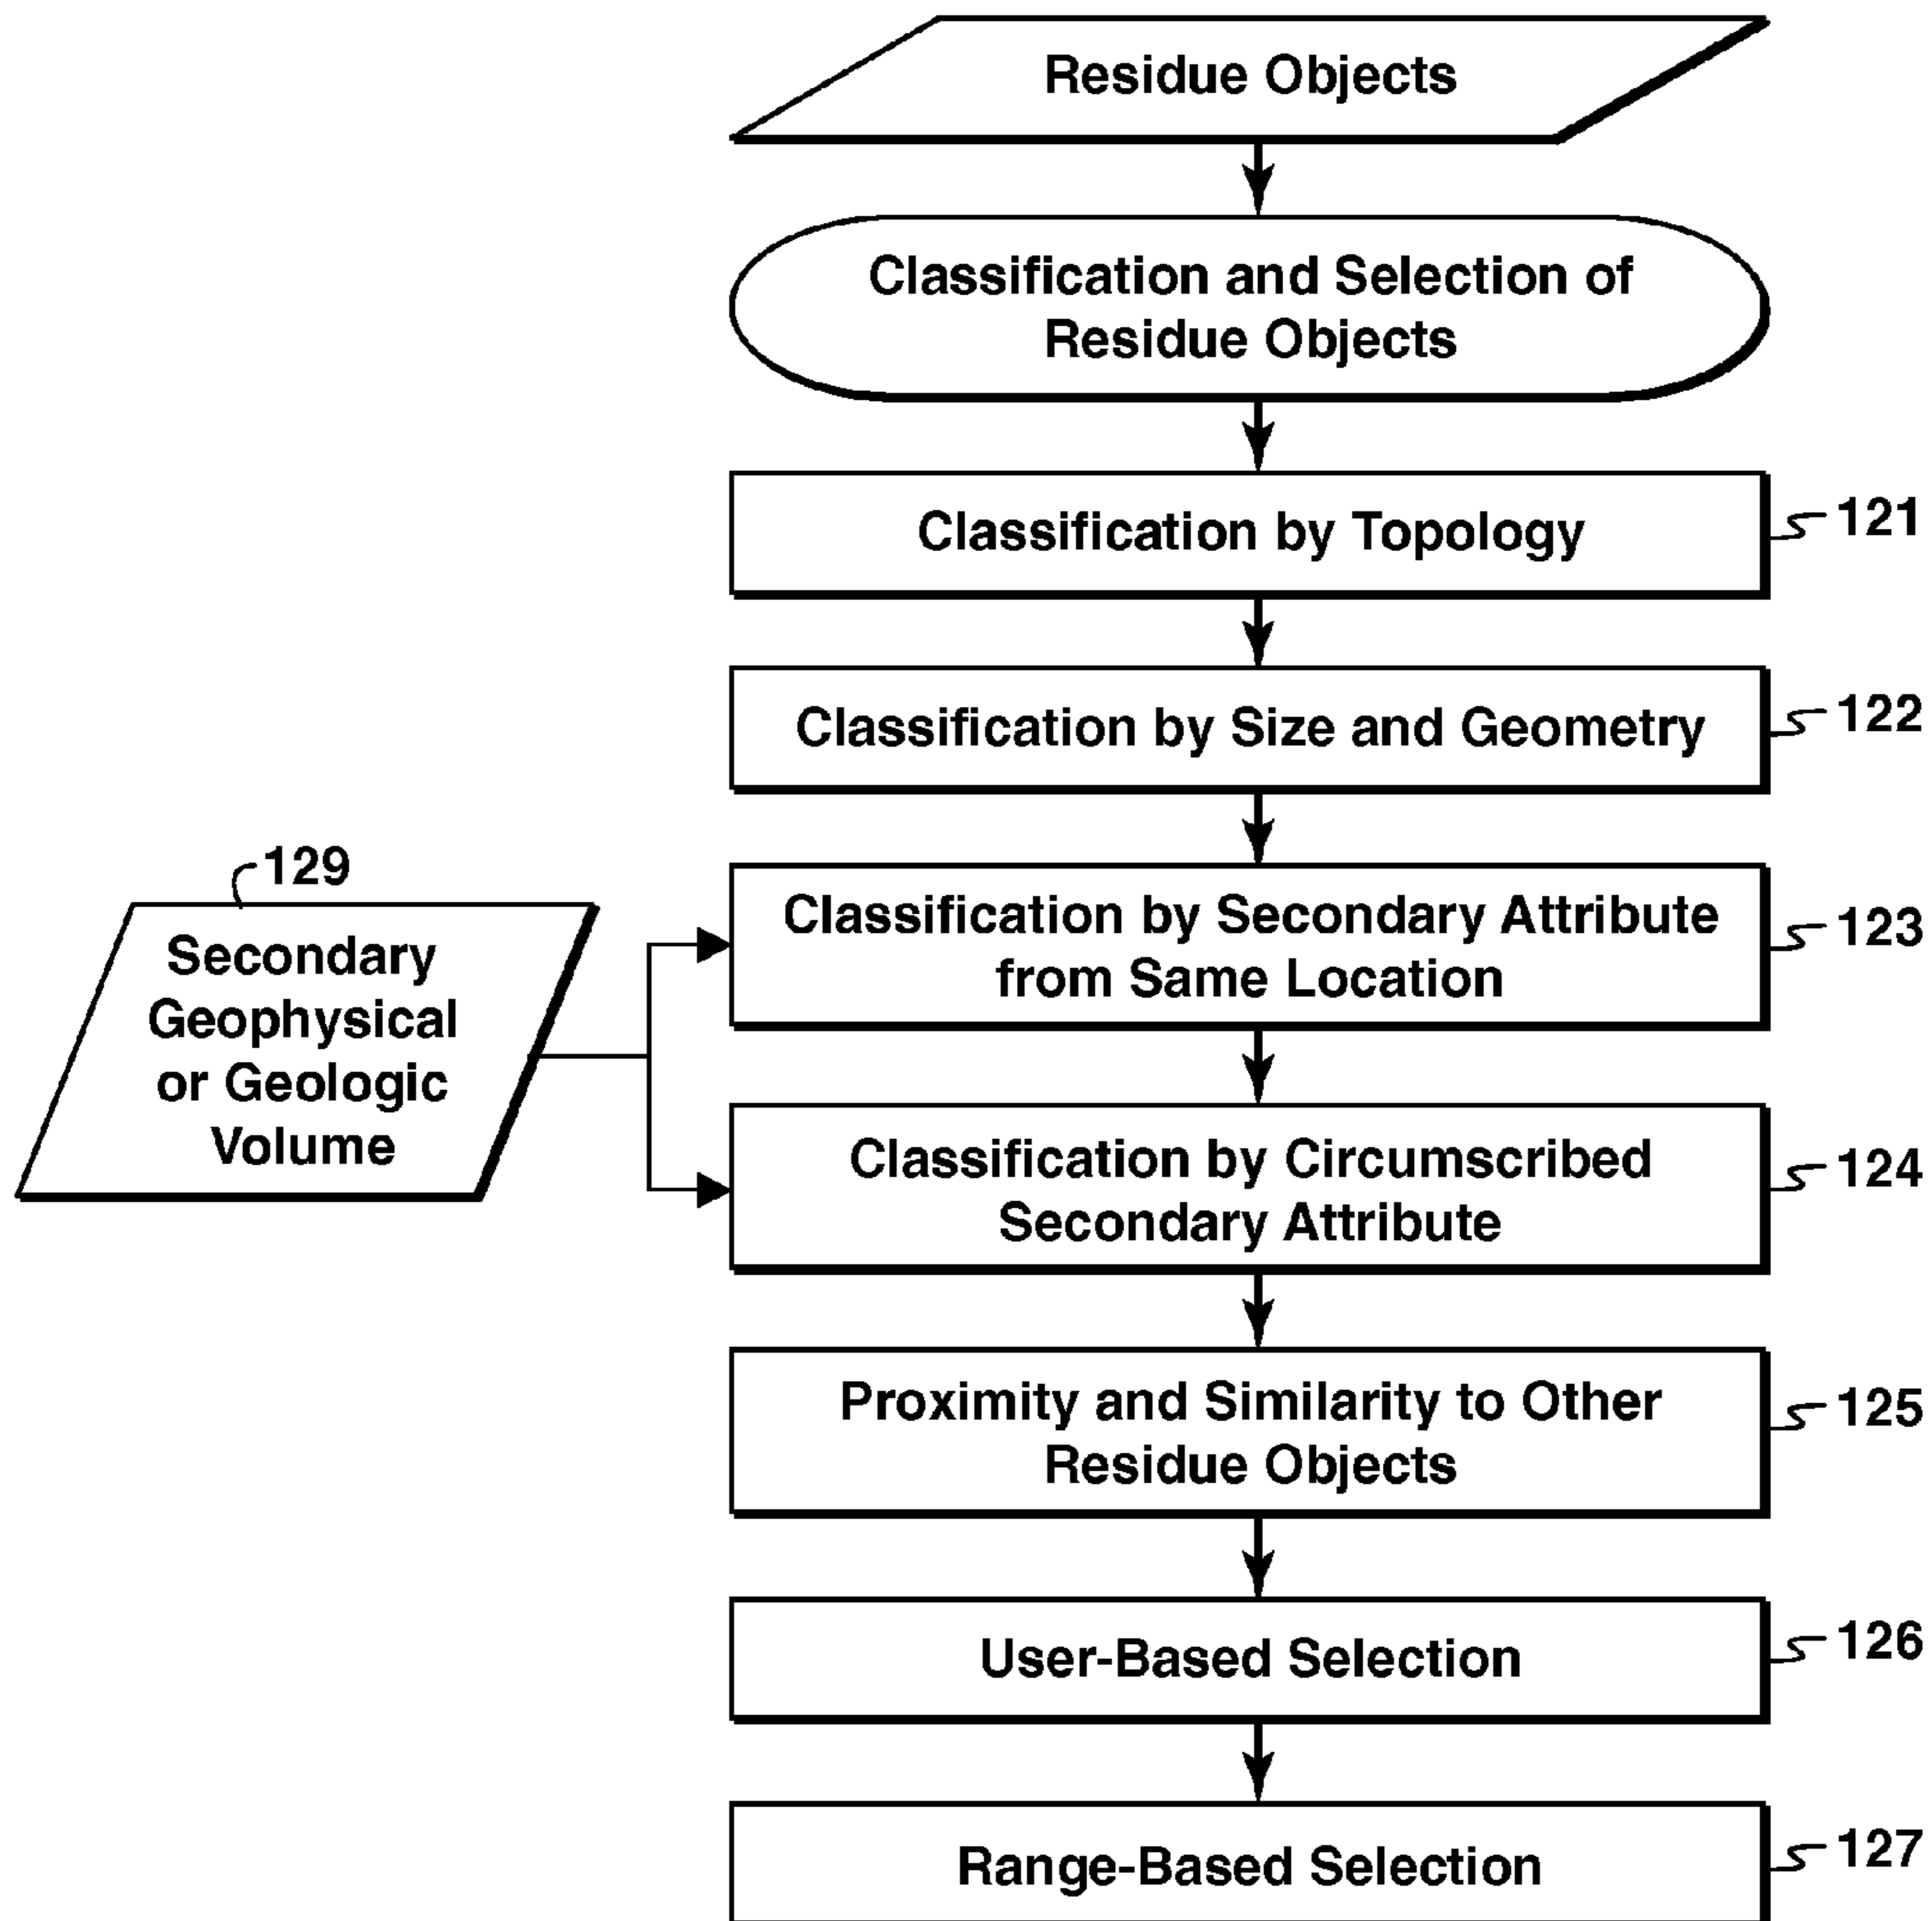 Residue Objects
Classification and Selection of
Residue Objects
Classification by Topology
121
Classification by Size and Geometry
122
129
Secondary
Geophysical
or Geologic
Volume
Classification by Secondary Attribute
from Same Location
123
Classification by Circumscribed
Secondary Attribute
124
Proximity and Similarity to Other
Residue Objects
125
User-Based Selection
126
Range-Based Selection
127